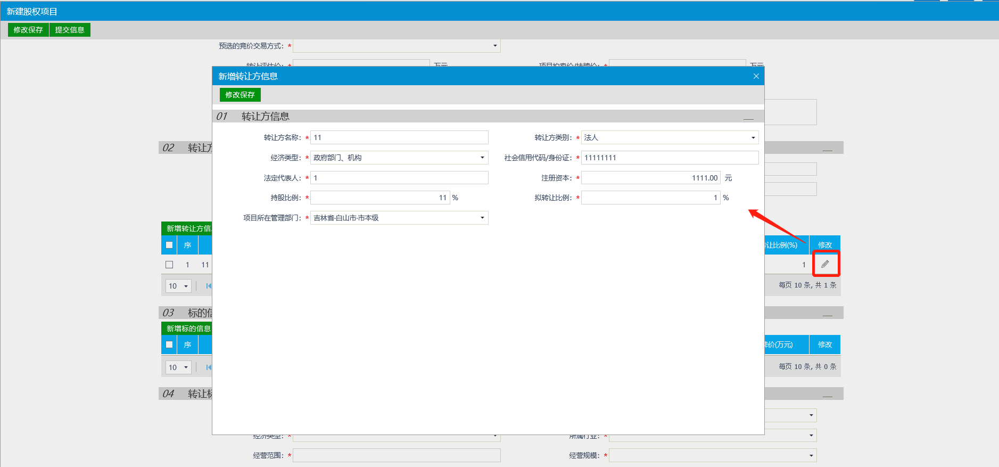 新建股权项目
修改保存 提交信息
预选的竞价交易方式: *
转让评估价: * 万元 项目拍卖价/挂牌价: * 万元
新增转让方信息
修改保存
01 转让方信息
转让方名称: * 11 转让方类别: * 法人
经济类型: * 政府部门、机构 社会信用代码/身份证: * 11111111
法定代表人: * 1 注册资本: * 1111.00 元
持股比例: * 11 % 拟转让比例: * 1 %
项目所在管理部门: * 吉林省·白山市·市本级
02 转让方
新增转让方信
序 让比例(%) 修改
1 11 1
10 每页 10 条, 共 1 条
03 标的信
新增标的信息
序 价(万元) 修改
10 每页 10 条, 共 0 条
04 转让标
经济类型: * 所属行业: *
经营范围: * 经营规模: *